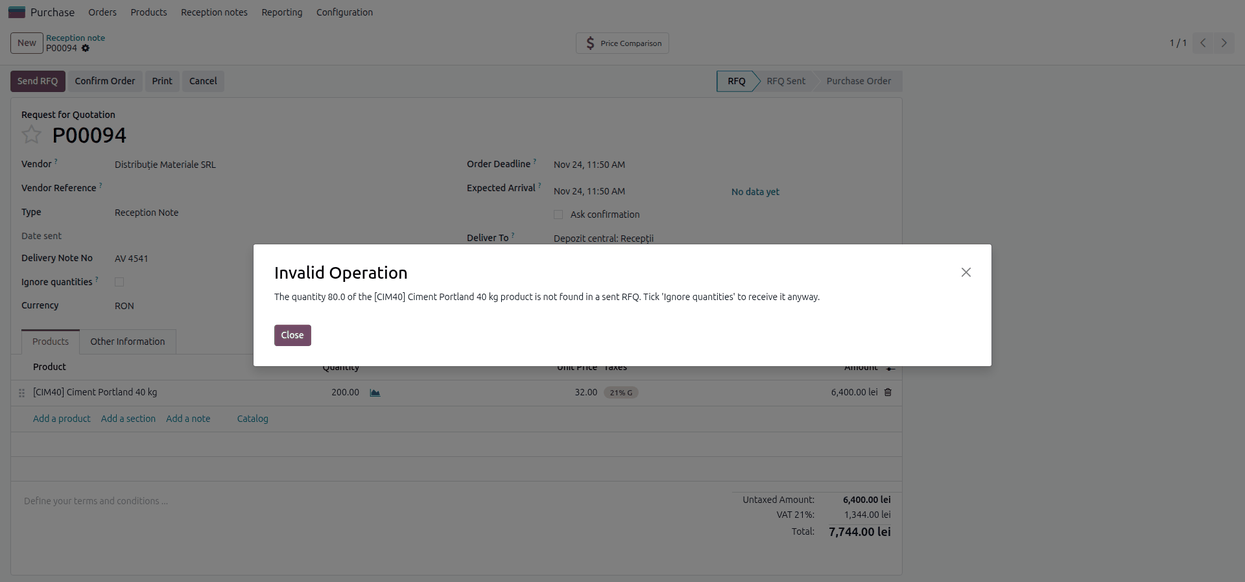 Purchase Orders Products Reception notes Reporting Configuration
New Reception note
P00094
Price Comparison
1 / 1
Send RFQ Confirm Order Print Cancel RFQ RFQ Sent Purchase Order
Request for Quotation
P00094
Vendor ? Distribuție Materiale SRL Order Deadline ? Nov 24, 11:50 AM
Vendor Reference ? Expected Arrival ? Nov 24, 11:50 AM No data yet
Type Reception Note
Ask confirmation
Date sent Deliver To ? Depozit central: Recepții
Delivery Note No AV 4541
Ignore quantities ?
Currency RON
Invalid Operation
The quantity 80.0 of the [CIM40] Ciment Portland 40 kg product is not found in a sent RFQ. Tick 'Ignore quantities' to receive it anyway.
Close
Products Other Information
Product Quantity Unit Price Taxes Amount
[CIM40] Ciment Portland 40 kg 200.00 32.00 21% G 6,400.00 lei
Add a product Add a section Add a note Catalog
Define your terms and conditions ...
Untaxed Amount: 6,400.00 lei
VAT 21%: 1,344.00 lei
Total: 7,744.00 lei